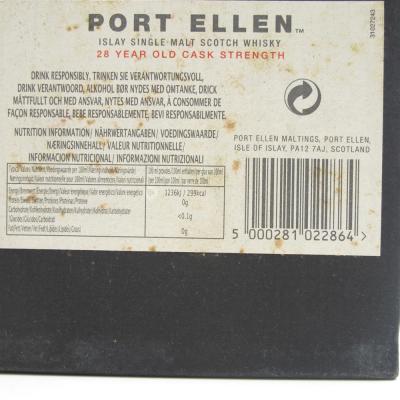 PORT ELLEN™
ISLAY SINGLE MALT SCOTCH WHISKY
28 YEAR OLD CASK STRENGTH
31027243
DRINK RESPONSIBLY, TRINKEN SIE VERANTWORTUNGSVOLL,
DRINK VERANTWOORD, ALKOHOL BØR NYDES MED OMTANKE, DRICK
MÅTTFULLT OCH MED ANSVAR, NYTES MED ANSVAR, À CONSOMMER DE
FAÇON RESPONSABLE, BEBE RESPONSABLEMENTE, BEVI RESPONSABILMENTE.
NUTRITION INFORMATION/ NÄHRWERTANGABEN/ VOEDINGSWAARDE/
NÆRINGSINNEHALL/ VALEUR NUTRITIONNELLE/
INFORMACION NUTRICIONAL/ INFORMAZIONI NUTRIZIONALI
1236kJ / 299kcal
0g
<0.1g
0g
PORT ELLEN MALTINGS, PORT ELLEN,
ISLE OF ISLAY, PA12 7AJ, SCOTLAND
5 000281 022864 >